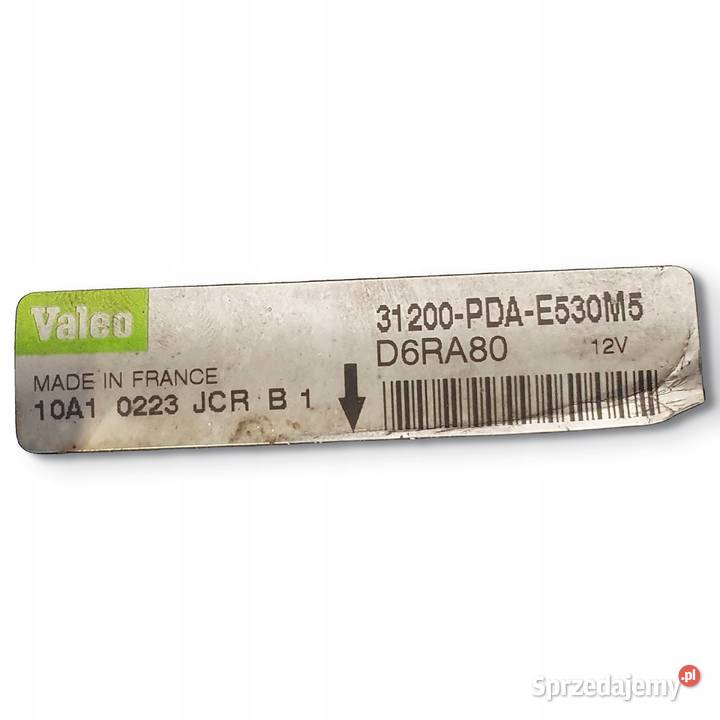 Valeo
31200-PDA-E530M5
D6RA80 12V
MADE IN FRANCE
10A1 0223 JCR B 1
Sprzedajemy.pl